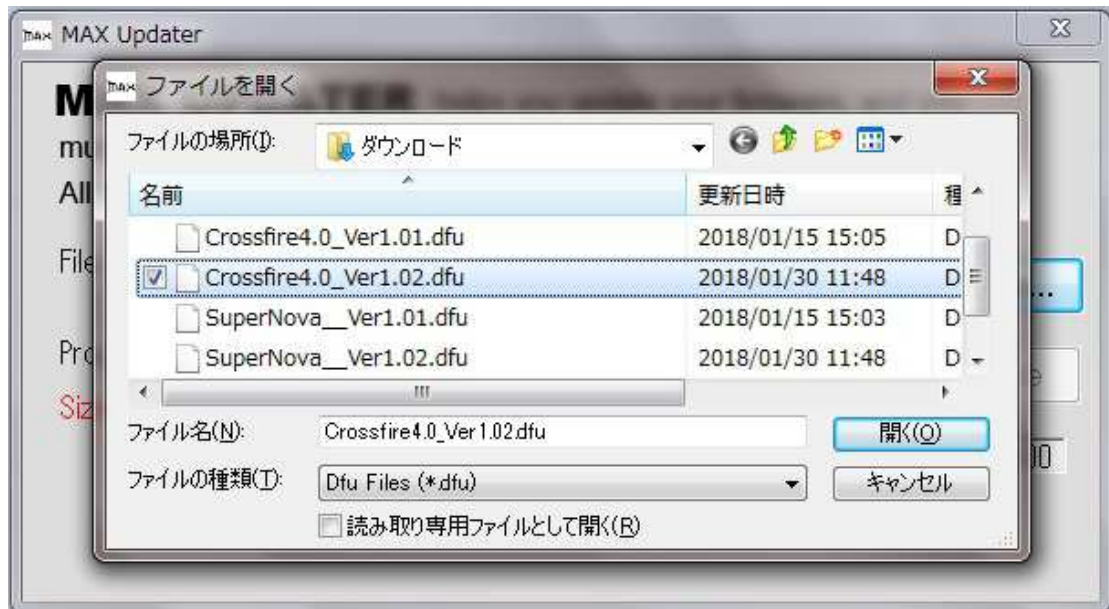 MAX MAX Updater
MAX ファイルを開く
ファイルの場所(I):
ダウンロード
名前
更新日時
Crossfire4.0_Ver1.01.dfu
2018/01/15 15:05
D
Crossfire4.0_Ver1.02.dfu
2018/01/30 11:48
D
SuperNova__Ver1.01.dfu
2018/01/15 15:03
D
SuperNova__Ver1.02.dfu
2018/01/30 11:48
D
ファイル名(N):
Crossfire4.0_Ver1.02.dfu
開く(O)
ファイルの種類(T):
Dfu Files (*.dfu)
キャンセル
読み取り専用ファイルとして開く(R)
All
File
...